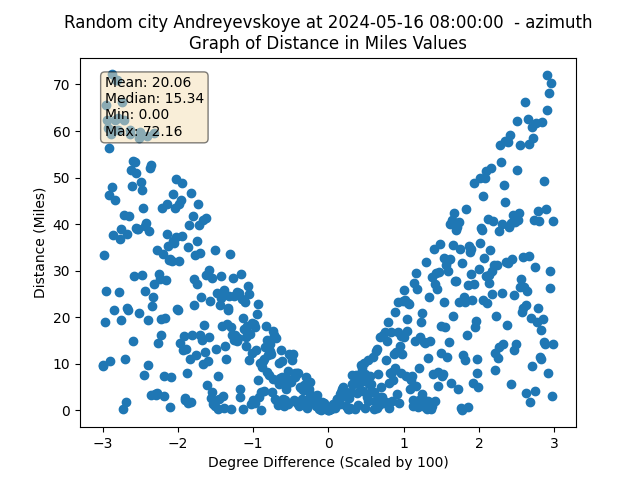 Random city Andreyevskoye at 2024-05-16 08:00:00  - azimuth
Graph of Distance in Miles Values
Mean: 20.06
Median: 15.34
Min: 0.00
Max: 72.16
Distance (Miles)
70
60
50
40
30
20
10
0
−3 −2 −1 0 1 2 3
Degree Difference (Scaled by 100)